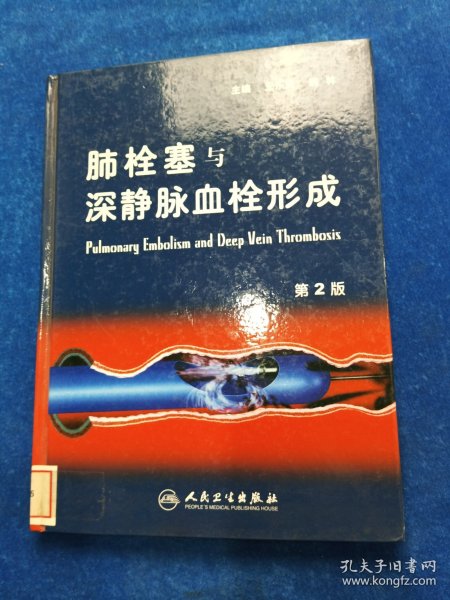 主编
肺栓塞与
深静脉血栓形成
Pulmonary Embolism and Deep Vein Thrombosis
第2版
人民卫生出版社
PEOPLE'S MEDICAL PUBLISHING HOUSE
孔夫子旧书网
www.kongfz.com